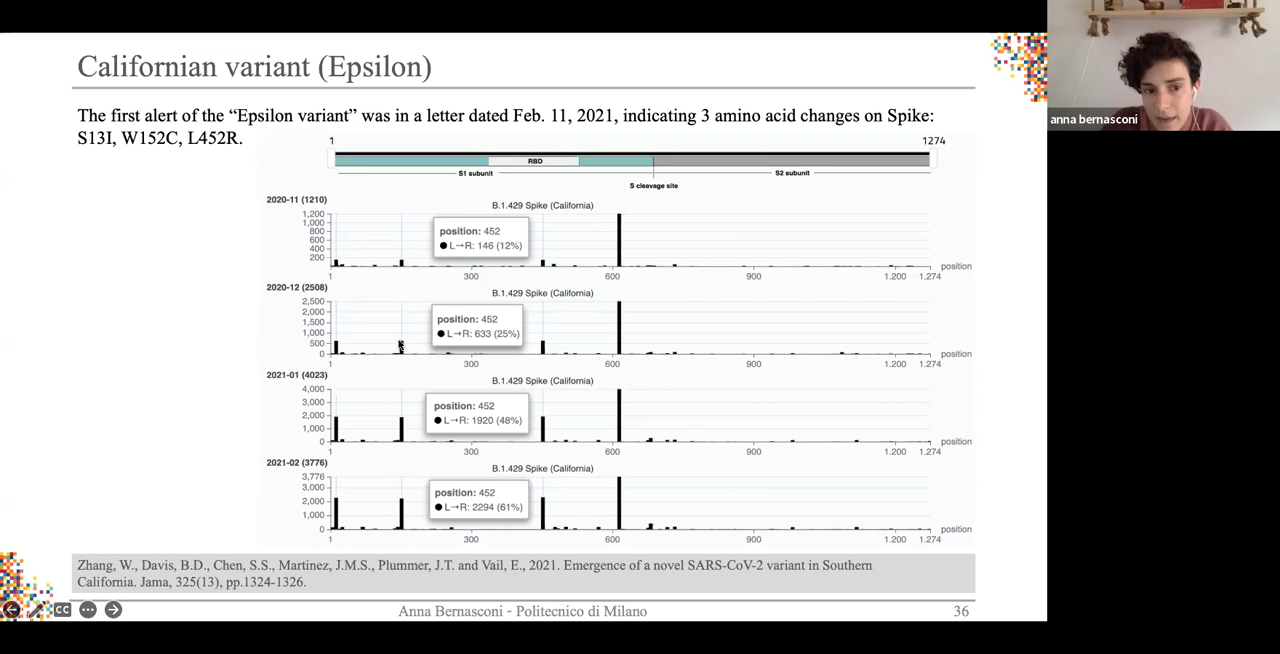 Californian variant (Epsilon)
The first alert of the “Epsilon variant” was in a letter dated Feb. 11, 2021, indicating 3 amino acid changes on Spike:
S13I, W152C, L452R.
1 1274
RBD
S1 subunit S2 subunit
S cleavage site
2020-11 (1210)
B.1.429 Spike (California)
1,200
1,000
800
600
400
200
position: 452
L→R: 146 (12%)
position
1 300 600 900 1.200 1.274
2020-12 (2508)
B.1.429 Spike (California)
2,500
2,000
1,500
1,000
500
0
position: 452
L→R: 633 (25%)
position
1 300 600 900 1.200 1.274
2021-01 (4023)
B.1.429 Spike (California)
4,000
3,000
2,000
1,000
0
position: 452
L→R: 1920 (48%)
position
1 300 600 900 1.200 1.274
2021-02 (3776)
B.1.429 Spike (California)
3,776
3,000
2,000
1,000
0
position: 452
L→R: 2294 (61%)
position
1 300 600 900 1.200 1.274
Zhang, W., Davis, B.D., Chen, S.S., Martinez, J.M.S., Plummer, J.T. and Vail, E., 2021. Emergence of a novel SARS-CoV-2 variant in Southern
California. Jama, 325(13), pp.1324-1326.
CC
Anna Bernasconi - Politecnico di Milano
36
anna bernasconi